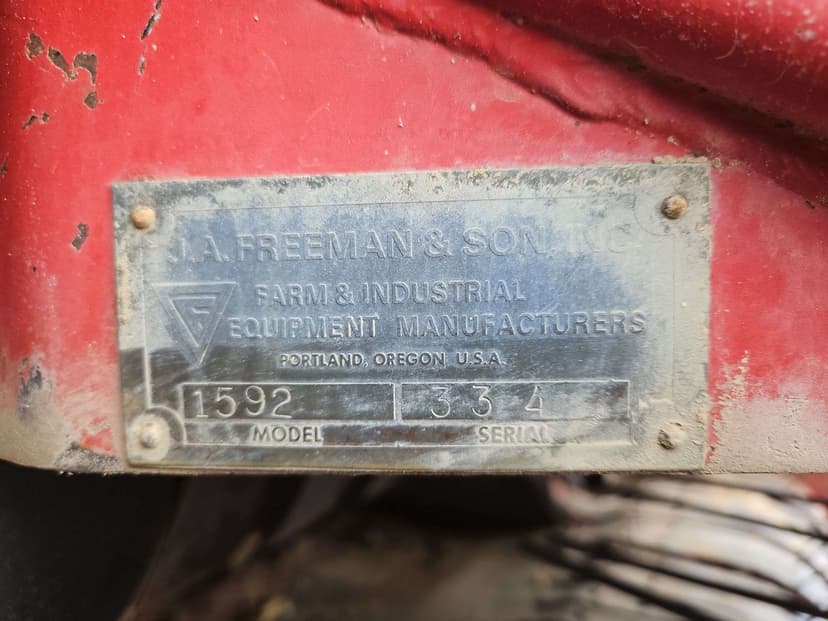 J.A. FREEMAN & SON. INC
FARM & INDUSTRIAL
EQUIPMENT MANUFACTURERS
PORTLAND, OREGON U.S.A.
1592 334
MODEL SERIAL